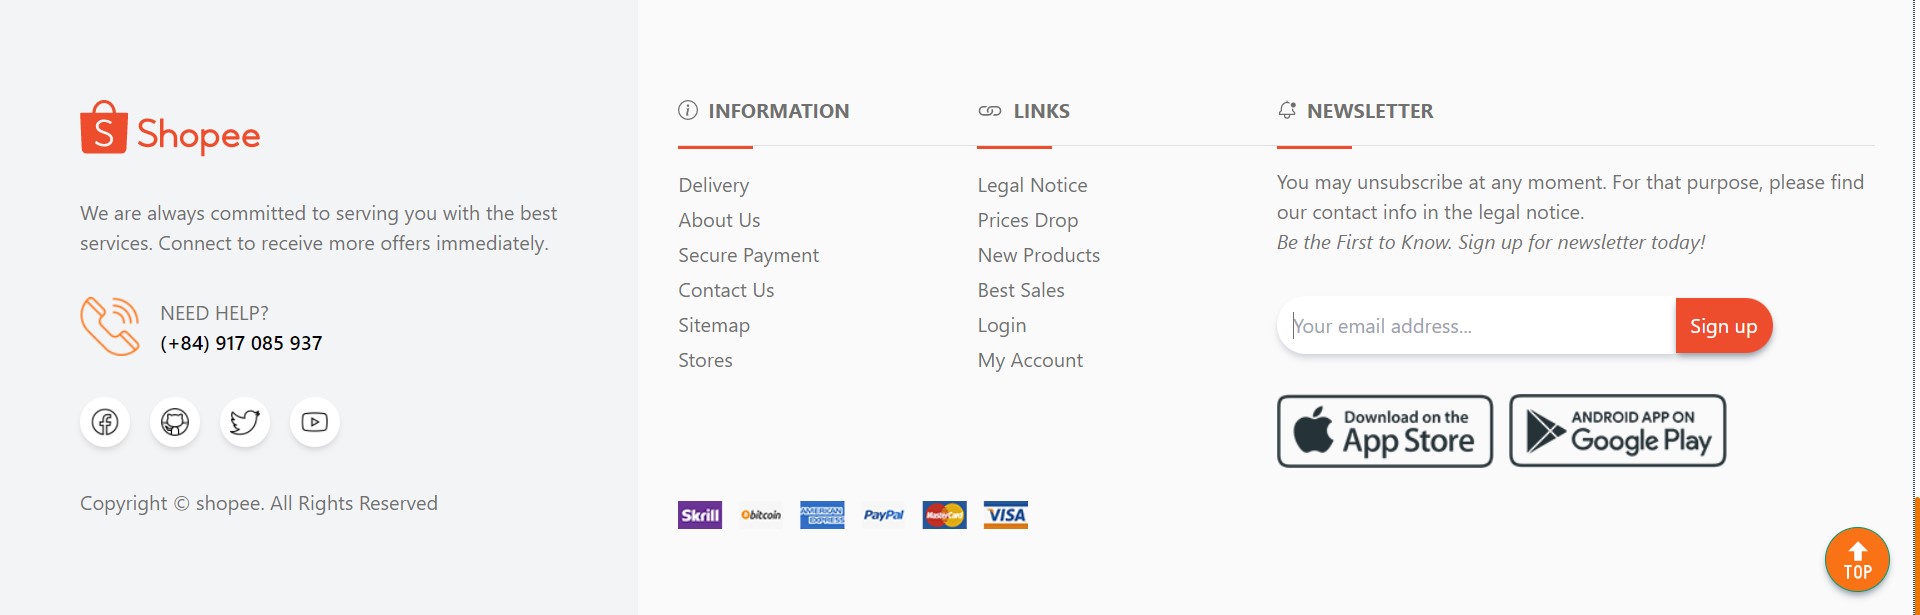 S Shopee
We are always committed to serving you with the best
services. Connect to receive more offers immediately.
NEED HELP?
(+84) 917 085 937
Copyright © shopee. All Rights Reserved
INFORMATION
Delivery
About Us
Secure Payment
Contact Us
Sitemap
Stores
LINKS
Legal Notice
Prices Drop
New Products
Best Sales
Login
My Account
NEWSLETTER
You may unsubscribe at any moment. For that purpose, please find
our contact info in the legal notice.
Be the First to Know. Sign up for newsletter today!
Your email address...
Sign up
Download on the
App Store
ANDROID APP ON
Google Play
Skrill
bitcoin
AMERICAN
EXPRESS
PayPal
MasterCard
VISA
TOP